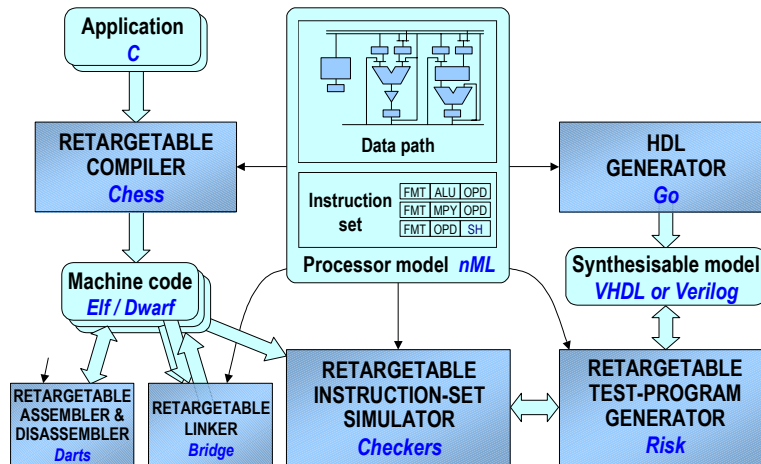 Application
C
RETARGETABLE
COMPILER
Chess
Data path
Instruction
set
FMT ALU OPD
FMT MPY OPD
FMT OPD SH
Processor model nML
HDL
GENERATOR
Go
Machine code
Elf / Dwarf
Synthesisable model
VHDL or Verilog
RETARGETABLE
ASSEMBLER &
DISASSEMBLER
Darts
RETARGETABLE
LINKER
Bridge
RETARGETABLE
INSTRUCTION-SET
SIMULATOR
Checkers
RETARGETABLE
TEST-PROGRAM
GENERATOR
Risk